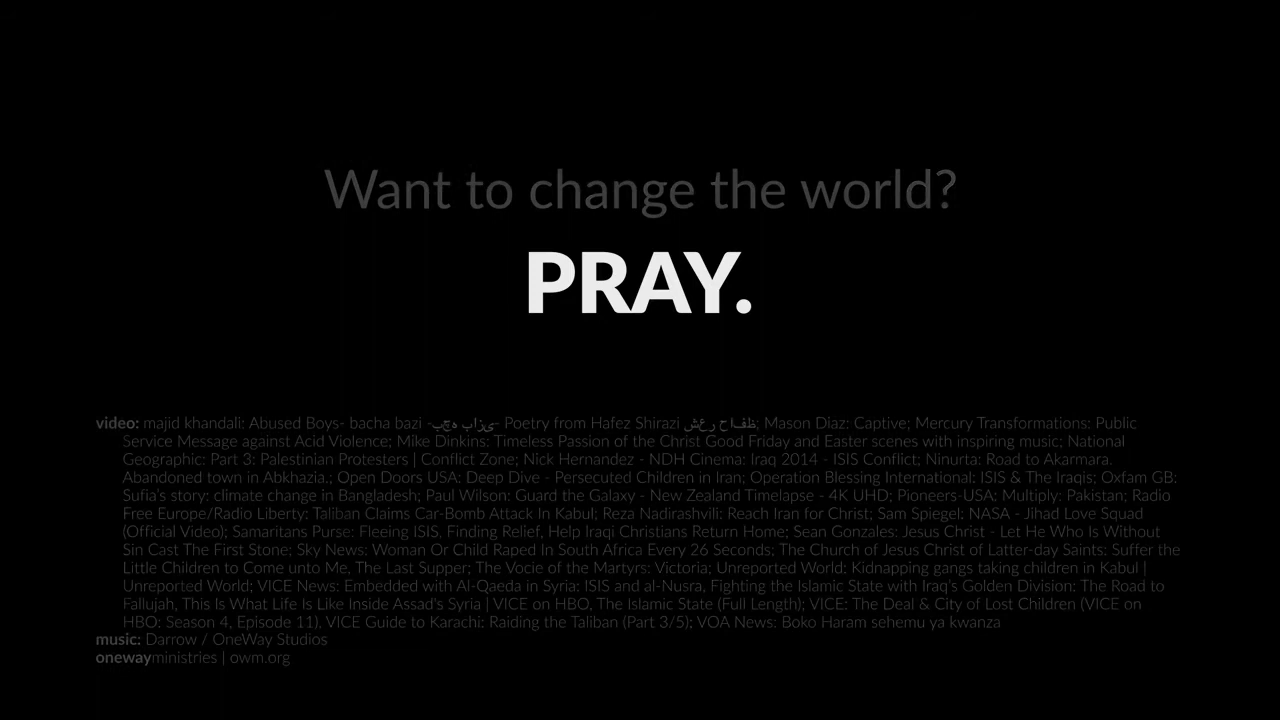 Want to change the world?
PRAY.
video: majid khandali: Abused Boys- bacha bazi -یزاب هچب- Poetry from Hafez Shirazi ظفاح رعش; Mason Diaz: Captive; Mercury Transformations: Public
Service Message against Acid Violence; Mike Dinkins: Timeless Passion of the Christ Good Friday and Easter scenes with inspiring music; National
Geographic: Part 3: Palestinian Protesters | Conflict Zone; Nick Hernandez - NDH Cinema: Iraq 2014 - ISIS Conflict; Ninurta: Road to Akarmara.
Abandoned town in Abkhazia.; Open Doors USA: Deep Dive - Persecuted Children in Iran; Operation Blessing International: ISIS & The Iraqis; Oxfam GB:
Sufia's story: climate change in Bangladesh; Paul Wilson: Guard the Galaxy - New Zealand Timelapse - 4K UHD; Pioneers-USA: Multiply: Pakistan; Radio
Free Europe/Radio Liberty: Taliban Claims Car-Bomb Attack In Kabul; Reza Nadirashvili: Reach Iran for Christ; Sam Spiegel: NASA - Jihad Love Squad
(Official Video); Samaritans Purse: Fleeing ISIS, Finding Relief, Help Iraqi Christians Return Home; Sean Gonzales: Jesus Christ - Let He Who Is Without
Sin Cast The First Stone; Sky News: Woman Or Child Raped In South Africa Every 26 Seconds; The Church of Jesus Christ of Latter-day Saints: Suffer the
Little Children to Come unto Me, The Last Supper; The Vocie of the Martyrs: Victoria; Unreported World: Kidnapping gangs taking children in Kabul |
Unreported World; VICE News: Embedded with Al-Qaeda in Syria: ISIS and al-Nusra, Fighting the Islamic State with Iraq's Golden Division: The Road to
Fallujah, This Is What Life Is Like Inside Assad's Syria | VICE on HBO, The Islamic State (Full Length); VICE: The Deal & City of Lost Children (VICE on
HBO: Season 4, Episode 11), VICE Guide to Karachi: Raiding the Taliban (Part 3/5); VOA News: Boko Haram sehemu ya kwanza
music: Darrow / OneWay Studios
onewayministries | owm.org